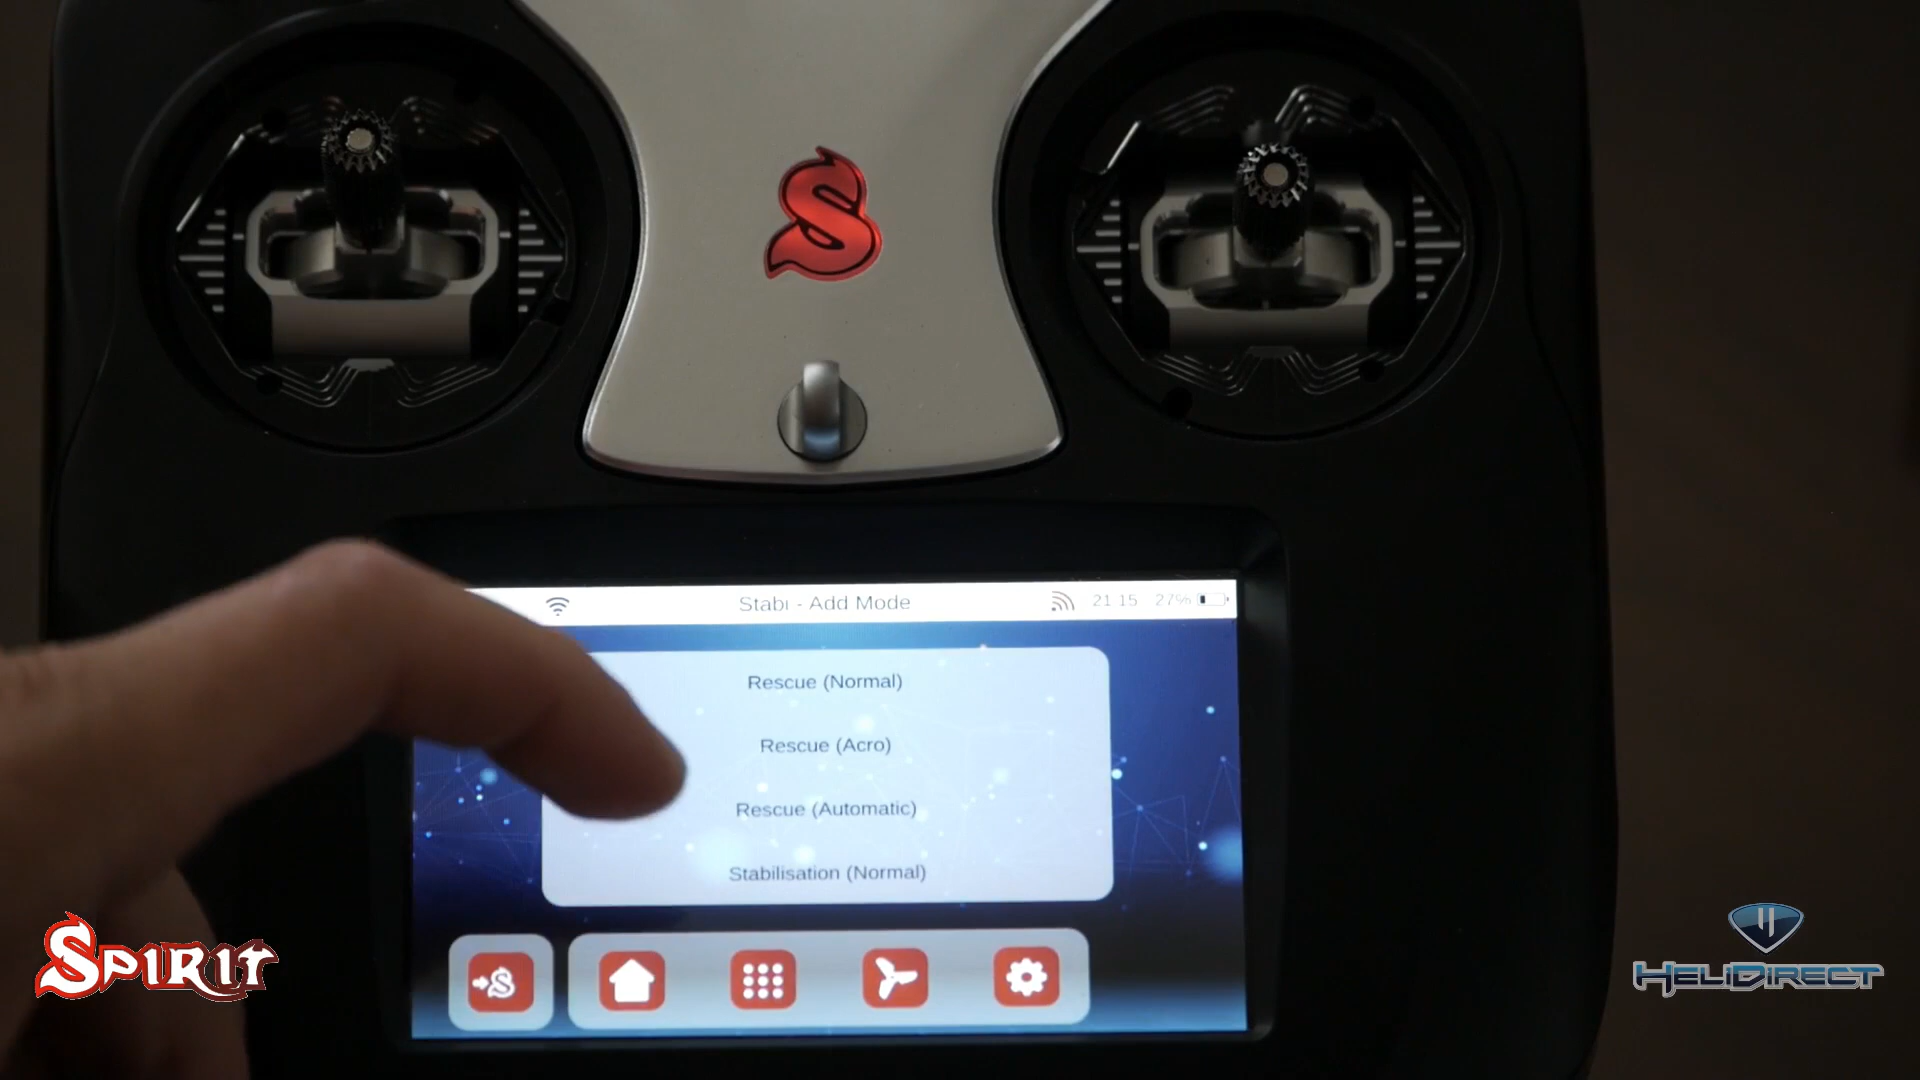 S
Stabi - Add Mode
21 15 27%
Rescue (Normal)
Rescue (Acro)
Rescue (Automatic)
Stabilisation (Normal)
S
SPIRIT
HELIDIRECT